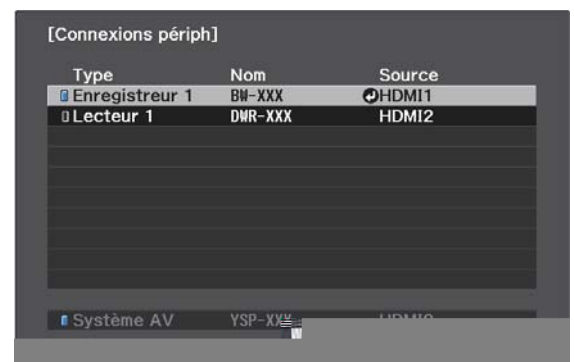 [Connexions périph]
Type Nom Source
Enregistreur 1 BW-XXX HDMI1
Lecteur 1 DWR-XXX HDMI2
Système AV